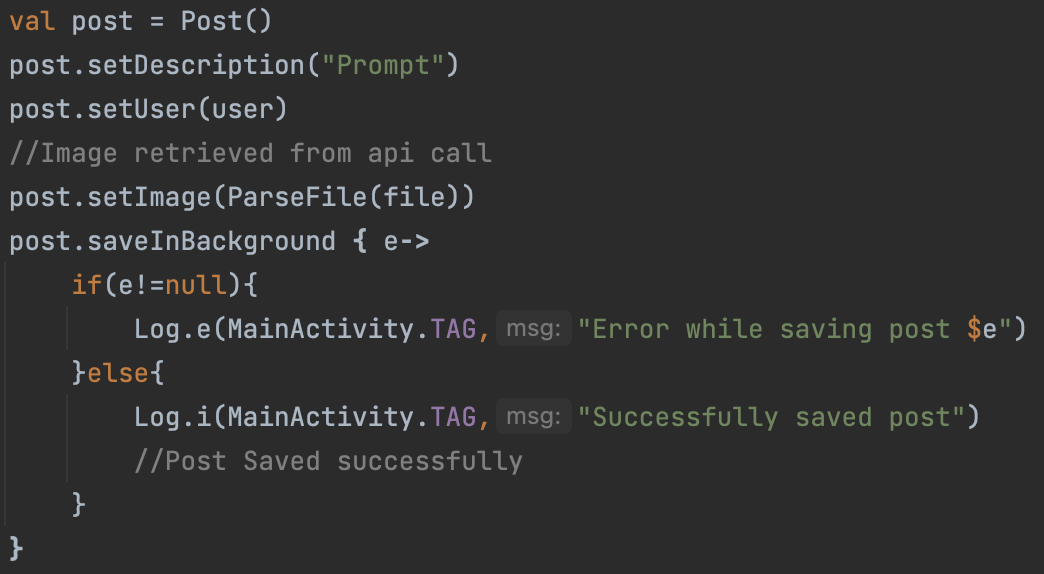 val post = Post()
post.setDescription("Prompt")
post.setUser(user)
//Image retrieved from api call
post.setImage(ParseFile(file))
post.saveInBackground { e->
    if(e!=null){
        Log.e(MainActivity.TAG, msg: "Error while saving post $e")
    }else{
        Log.i(MainActivity.TAG, msg: "Successfully saved post")
        //Post Saved successfully
    }
}